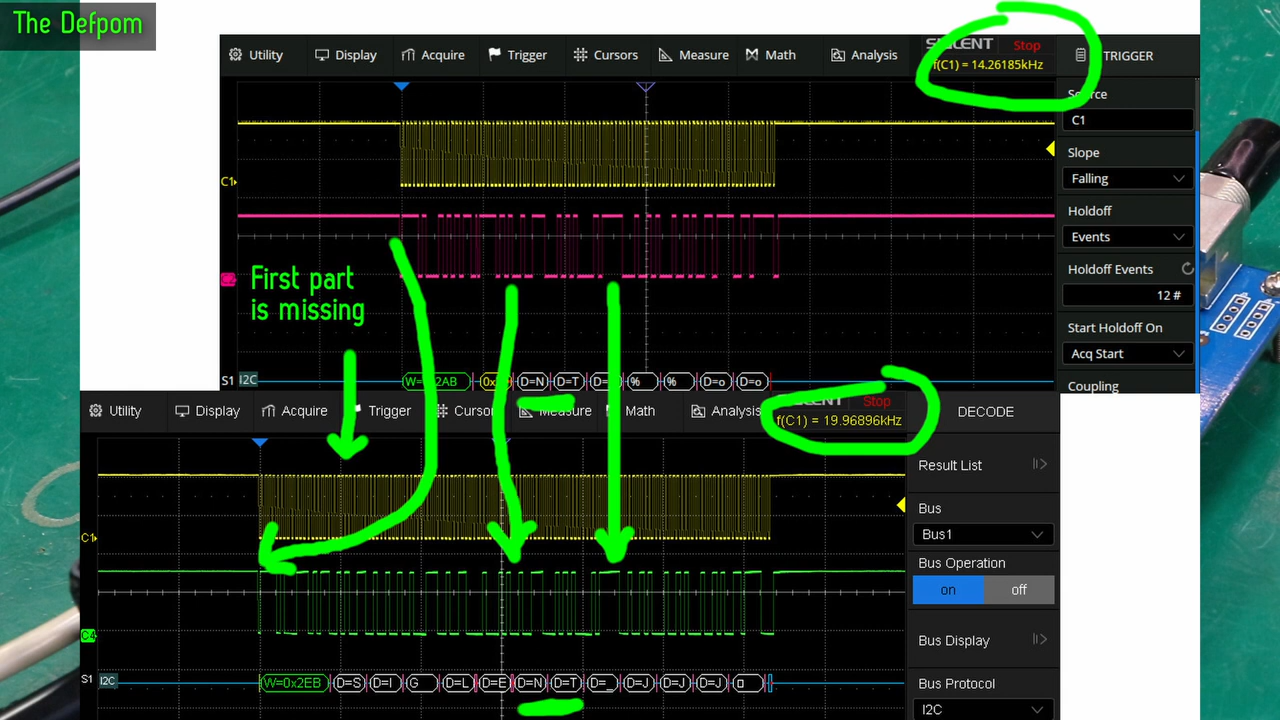 The Defpom
Utility Display Acquire Trigger Cursors Measure Math Analysis
SIGLENT Stop
f(C1) = 14.26185kHz
TRIGGER
Source
C1
Slope
Falling
Holdoff
Events
Holdoff Events
12 #
Start Holdoff On
Acq Start
Coupling
C1
First part
is missing
S1 I2C D=N D=T % % D=o D=o
Utility Display Acquire Trigger Measure Math Analysis
Stop
f(C1) = 19.96896kHz
DECODE
Result List
Bus
Bus1
Bus Operation
on off
Bus Display
Bus Protocol
I2C
C1
C4
S1 I2C W=0x2EB D=S D=I G D=L D=E D=N D=T D=_ D=J D=J D=J